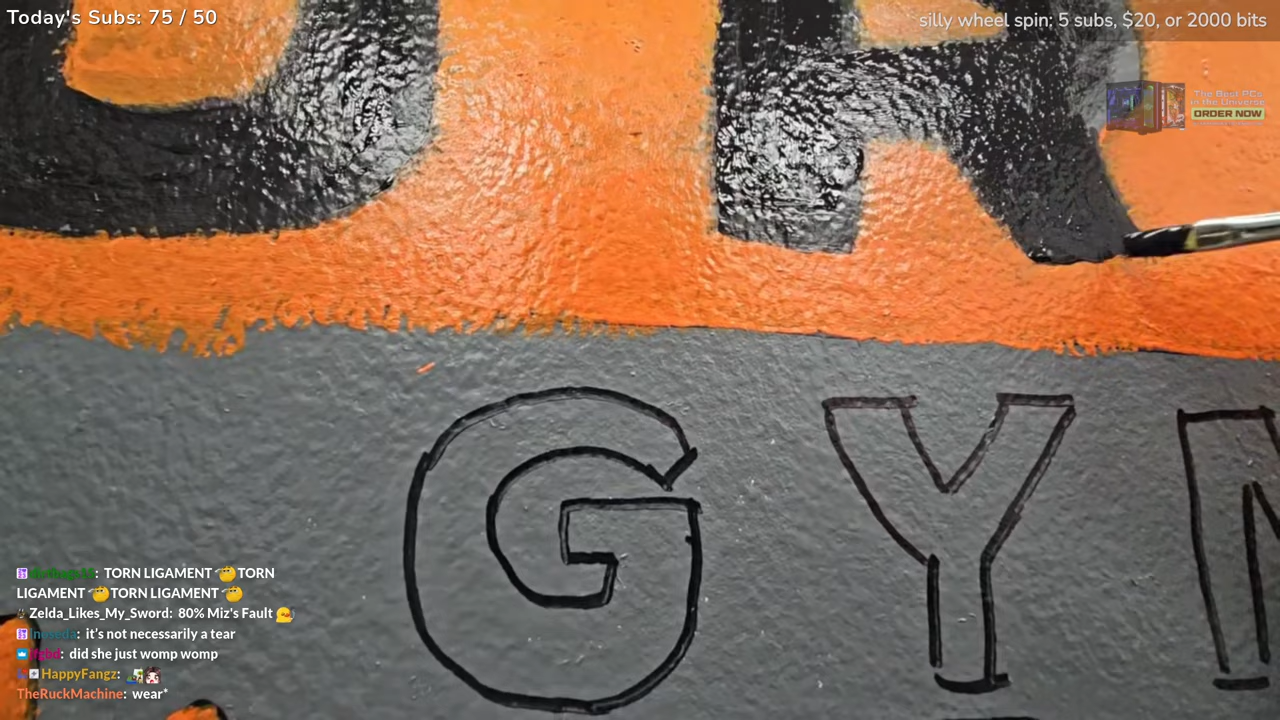 Today's Subs: 75 / 50
silly wheel spin: 5 subs, $20, or 2000 bits
The Best PCs
in the Universe
ORDER NOW
GYM
: TORN LIGAMENT TORN
LIGAMENT TORN LIGAMENT
Zelda_Likes_My_Sword: 80% Miz's Fault
: it's not necessarily a tear
: did she just womp womp
HappyFangz:
TheRuckMachine: wear*